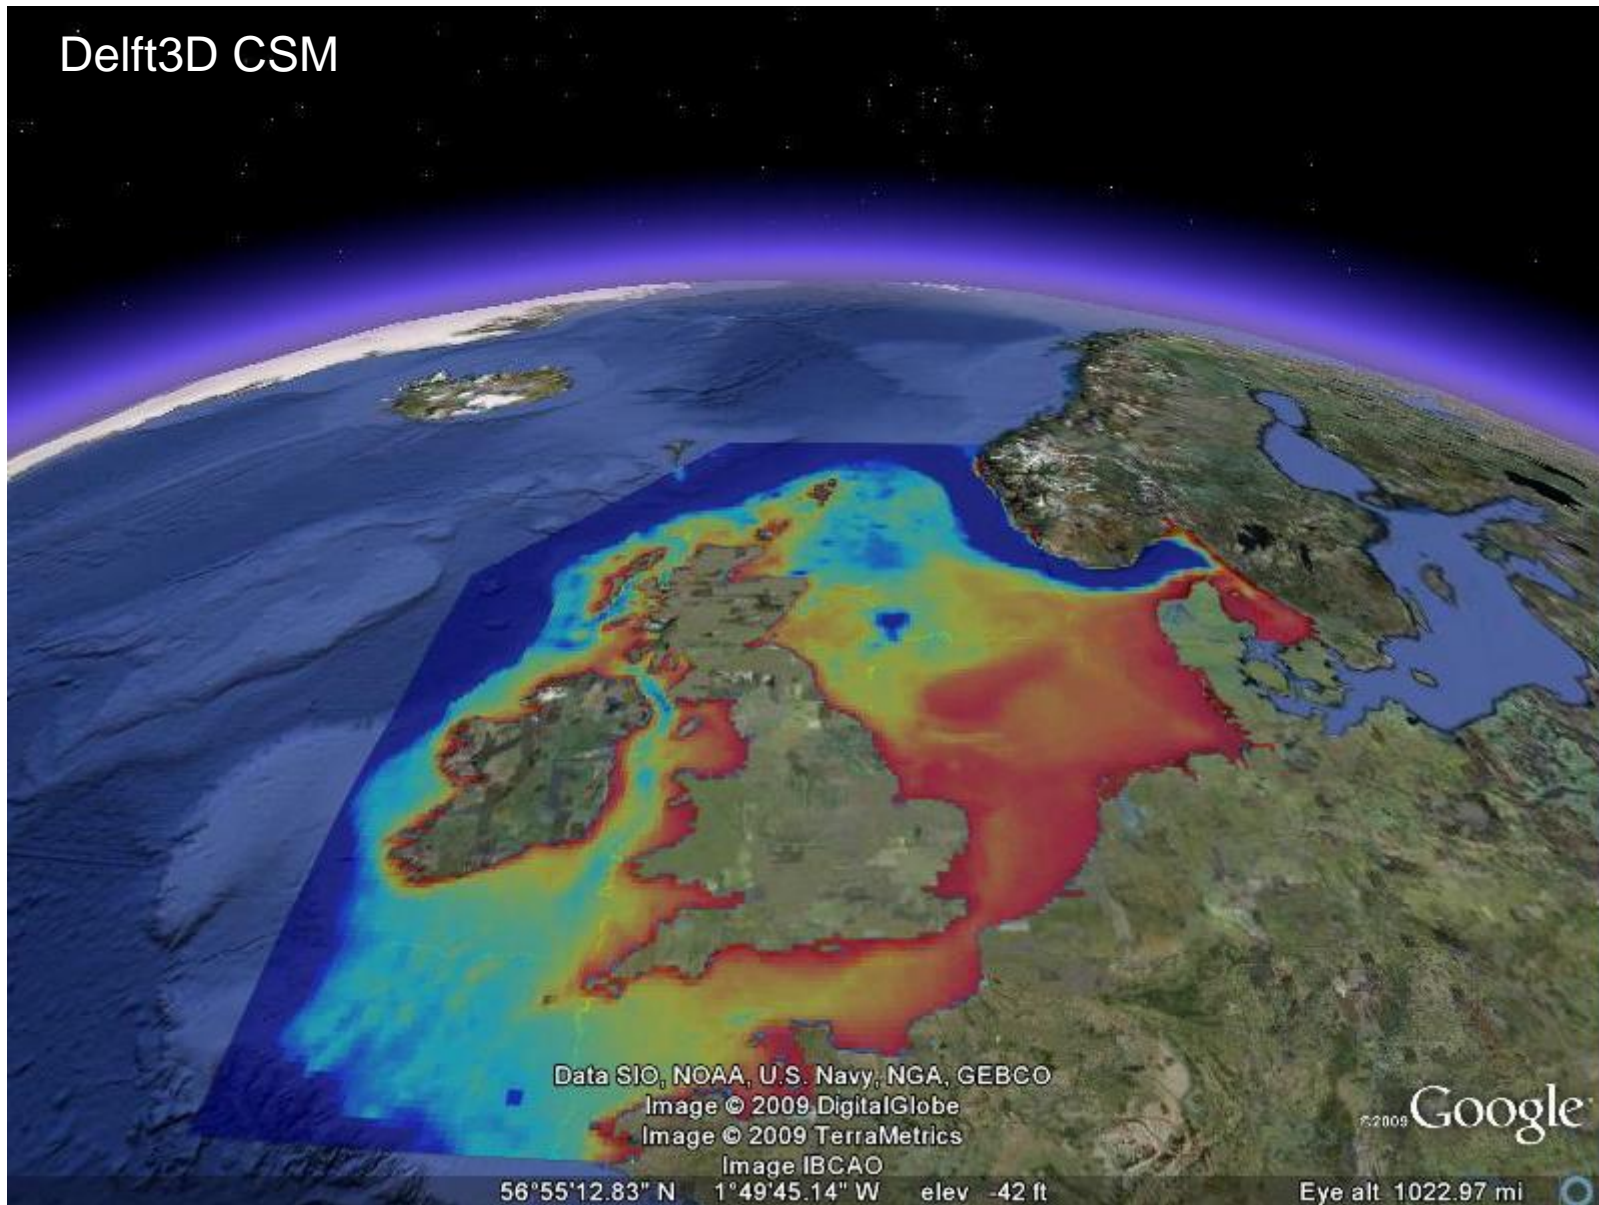 Delft3D CSM
Data SIO, NOAA, U.S. Navy, NGA, GEBCO
Image © 2009 DigitalGlobe
Image © 2009 TerraMetrics
Image IBCAO
©2009 Google
56°55'12.83" N 1°49'45.14" W elev -42 ft Eye alt 1022.97 mi